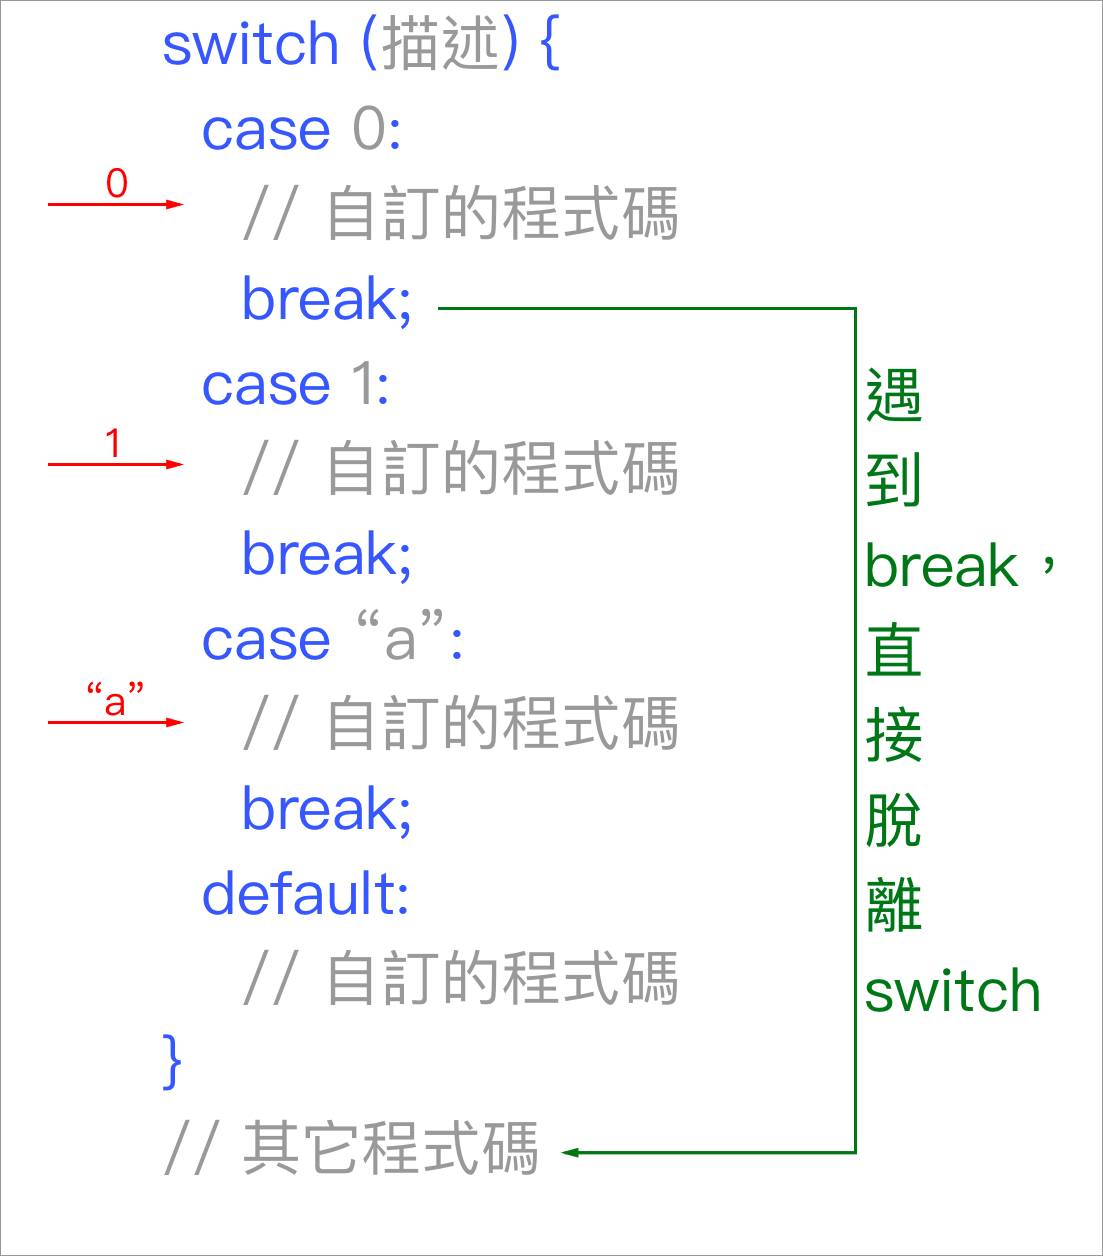 switch (描述) {
case 0:
0
// 自訂的程式碼
break;
case 1:
1
// 自訂的程式碼
break;
case “a”:
“a”
// 自訂的程式碼
break;
default:
// 自訂的程式碼
}
// 其它程式碼
遇
到
break，
直
接
脫
離
switch